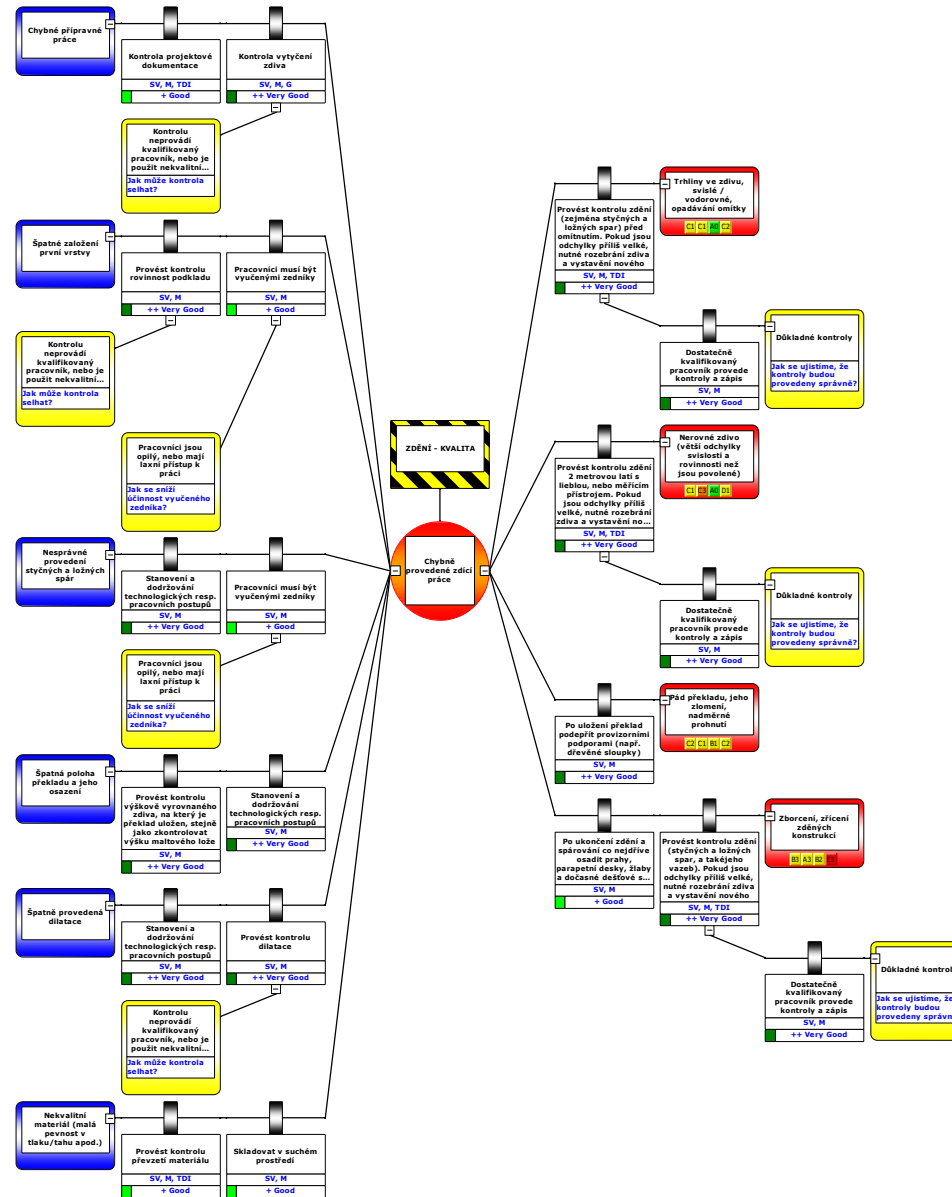 Chybné přípravné
práce
Kontrola projektové
dokumentace
SV, M, TDI
+ Good
Kontrola vytyčení
zdiva
SV, M, G
++ Very Good
Kontrolu
neprovádí
kvalifikovaný
pracovník, nebo je
použit nekvalitní...
Jak může kontrola
selhat?
Špatné založení
první vrstvy
Provést kontrolu
rovinnost podkladu
SV, M
++ Very Good
Pracovníci musí být
vyučenými zedníky
SV, M
+ Good
Kontrolu
neprovádí
kvalifikovaný
pracovník, nebo je
použit nekvalitní...
Jak může kontrola
selhat?
Pracovníci jsou
opilý, nebo mají
laxní přístup k
práci
Jak se sníží
účinnost vyučeného
zedníka?
Nesprávné
provedení
styčných a ložných
spár
Stanovení a
dodržování
technologických resp.
pracovních postupů
SV, M
++ Very Good
Pracovníci musí být
vyučenými zedníky
SV, M
+ Good
Pracovníci jsou
opilý, nebo mají
laxní přístup k
práci
Jak se sníží
účinnost vyučeného
zedníka?
Špatná poloha
překladu a jeho
osazení
Provést kontrolu
výškově vyrovnaného
zdiva, na který je
překlad uložen, stejně
jako zkontrolovat
výšku maltového lože
SV, M
++ Very Good
Stanovení a
dodržování
technologických resp.
pracovních postupů
SV, M
++ Very Good
Špatně provedená
dilatace
Stanovení a
dodržování
technologických resp.
pracovních postupů
SV, M
++ Very Good
Provést kontrolu
dilatace
SV, M
++ Very Good
Kontrolu
neprovádí
kvalifikovaný
pracovník, nebo je
použit nekvalitní...
Jak může kontrola
selhat?
Nekvalitní
materiál (malá
pevnost v
tlaku/tahu apod.)
Provést kontrolu
převzetí materiálu
SV, M, TDI
+ Good
Skladovat v suchém
prostředí
SV, M
+ Good
ZDĚNÍ - KVALITA
Chybně
provedené zdící
práce
Provést kontrolu zdění
(zejména styčných a
ložných spar) před
omítnutím. Pokud jsou
odchylky příliš velké,
nutné rozebrání zdiva
a vystavění nového
SV, M, TDI
++ Very Good
Trhliny ve zdivu,
svislé /
vodorovné,
opadávání omítky
C1 C1 A0 C2
Dostatečně
kvalifikovaný
pracovník provede
kontroly a zápis
SV, M
++ Very Good
Důkladné kontroly
Jak se ujistíme, že
kontroly budou
provedeny správně?
Provést kontrolu zdění
2 metrovou latí s
lieblou, nebo měřícím
přístrojem. Pokud
jsou odchylky příliš
velké, nutné rozebrání
zdiva a vystavění no...
SV, M, TDI
++ Very Good
Nerovné zdivo
(větší odchylky
svislosti a
rovinnosti než
jsou povolené)
C1 C3 A0 D1
Dostatečně
kvalifikovaný
pracovník provede
kontroly a zápis
SV, M
++ Very Good
Důkladné kontroly
Jak se ujistíme, že
kontroly budou
provedeny správně?
Po uložení překlad
podepřít provizorními
podporami (např.
dřevěné sloupky)
SV, M
++ Very Good
Pád překladu, jeho
zlomení,
nadměrné
prohnutí
C2 C1 B1 C2
Po ukončení zdění a
spárování co nejdříve
osadit prahy,
parapetní desky, žlaby
a dočasné dešťové s...
SV, M
+ Good
Provést kontrolu zdění
(styčných a ložných
spar, a takéjeho
vazeb). Pokud jsou
odchylky příliš velké,
nutné rozebrání zdiva
a vystavění nového
SV, M, TDI
++ Very Good
Zborcení, zřícení
zděných
konstrukcí
B3 A3 B2
Dostatečně
kvalifikovaný
pracovník provede
kontroly a zápis
SV, M
++ Very Good
Důkladné kontrol
Jak se ujistíme, že
kontroly budou
provedeny správn